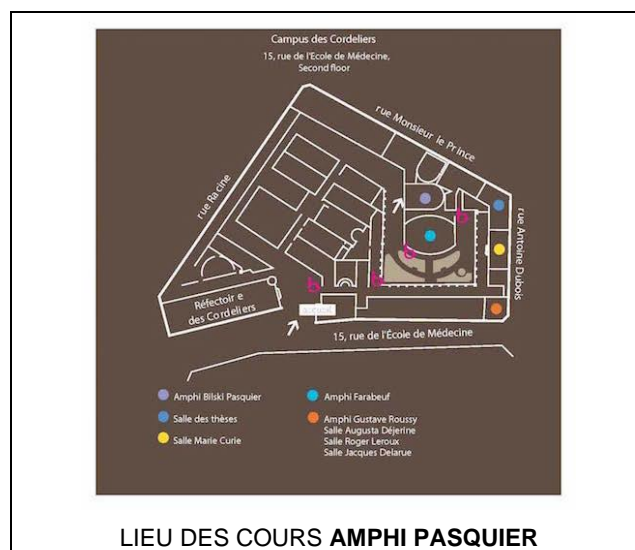 Campus des Cordeliers
15, rue de l'Ecole de Médecine,
Second floor
rue Monsieur le Prince
rue Racine
rue Antoine Dubois
Réfectoire
des Cordeliers
15, rue de l'École de Médecine
Amphi Bilski Pasquier
Salle des thèses
Salle Marie Curie
Amphi Farabeuf
Amphi Gustave Roussy
Salle Augusta Déjerine
Salle Roger Leroux
Salle Jacques Delarue
LIEU DES COURS AMPHI PASQUIER